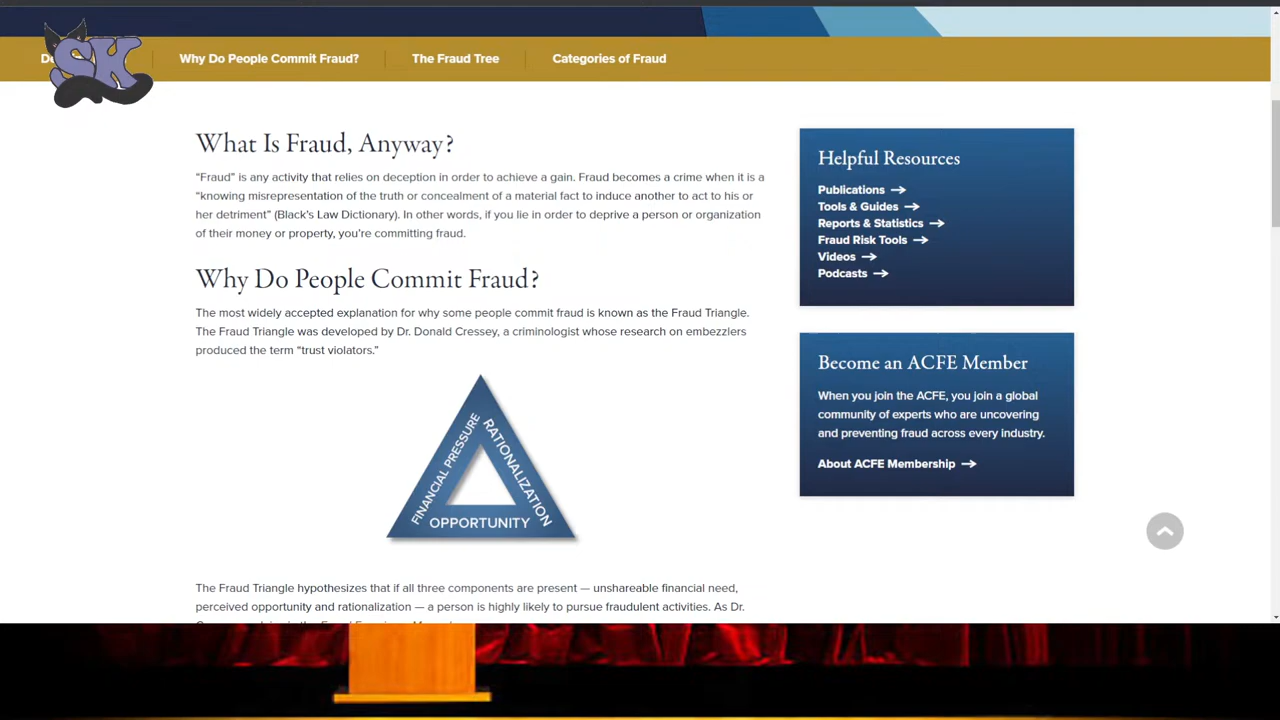 SK
De
Why Do People Commit Fraud?
The Fraud Tree
Categories of Fraud
What Is Fraud, Anyway?
“Fraud” is any activity that relies on deception in order to achieve a gain. Fraud becomes a crime when it is a
“knowing misrepresentation of the truth or concealment of a material fact to induce another to act to his or
her detriment” (Black’s Law Dictionary). In other words, if you lie in order to deprive a person or organization
of their money or property, you’re committing fraud.
Why Do People Commit Fraud?
The most widely accepted explanation for why some people commit fraud is known as the Fraud Triangle.
The Fraud Triangle was developed by Dr. Donald Cressey, a criminologist whose research on embezzlers
produced the term “trust violators.”
FINANCIAL PRESSURE
RATIONALIZATION
OPPORTUNITY
The Fraud Triangle hypothesizes that if all three components are present — unshareable financial need,
perceived opportunity and rationalization — a person is highly likely to pursue fraudulent activities. As Dr.
Helpful Resources
Publications
Tools & Guides
Reports & Statistics
Fraud Risk Tools
Videos
Podcasts
Become an ACFE Member
When you join the ACFE, you join a global
community of experts who are uncovering
and preventing fraud across every industry.
About ACFE Membership